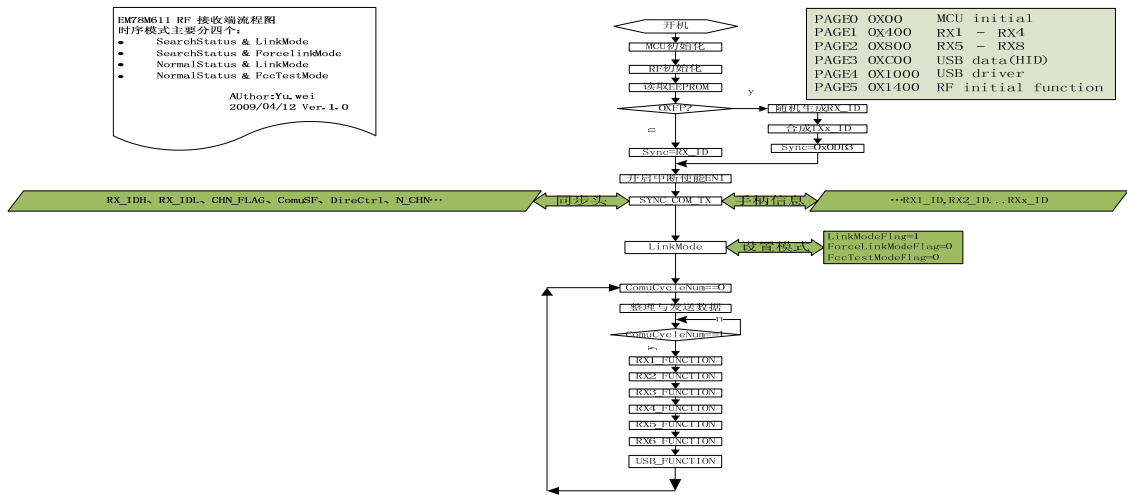 EM78M611 RF 接收端流程图
时序模式主要分四个：
● SearchStatus & LinkMode
● SearchStatus & ForcelinkMode
● NormalStatus & LinkMode
● NormalStatus & FccTestMode
AUthor:Yu.wei
2009/04/12 Ver.1.0
PAGE0 0X00 MCU initial
PAGE1 0X400 RX1 - RX4
PAGE2 0X800 RX5 - RX8
PAGE3 0XC00 USB data(HID)
PAGE4 0X1000 USB driver
PAGE5 0X1400 RF initial function
开机
MCU初始化
RF初始化
读取EEPROM
0XFF?
y
n
随机生成RX_ID
合成TXx_ID
Sync=0x0DB3
Sync=RX_ID
开启中断使能ENI
RX_IDH、RX_IDL、CHN_FLAG、ComuSF、DireCtrl、N_CHN…
同步头
SYNC_COM_TX
手柄信息
…RX1_ID,RX2_ID...RXx_ID
LinkMode
设置模式
LinkModeFlag=1
ForceLinkModeFlag=0
FccTestModeFlag=0
ComuCycleNum==0
整理与发送数据
n
ComuCycleNum==1
y
RX1_FUNCTION
RX2_FUNCTION
RX3_FUNCTION
RX4_FUNCTION
RX5_FUNCTION
RX6_FUNCTION
USB_FUNCTION